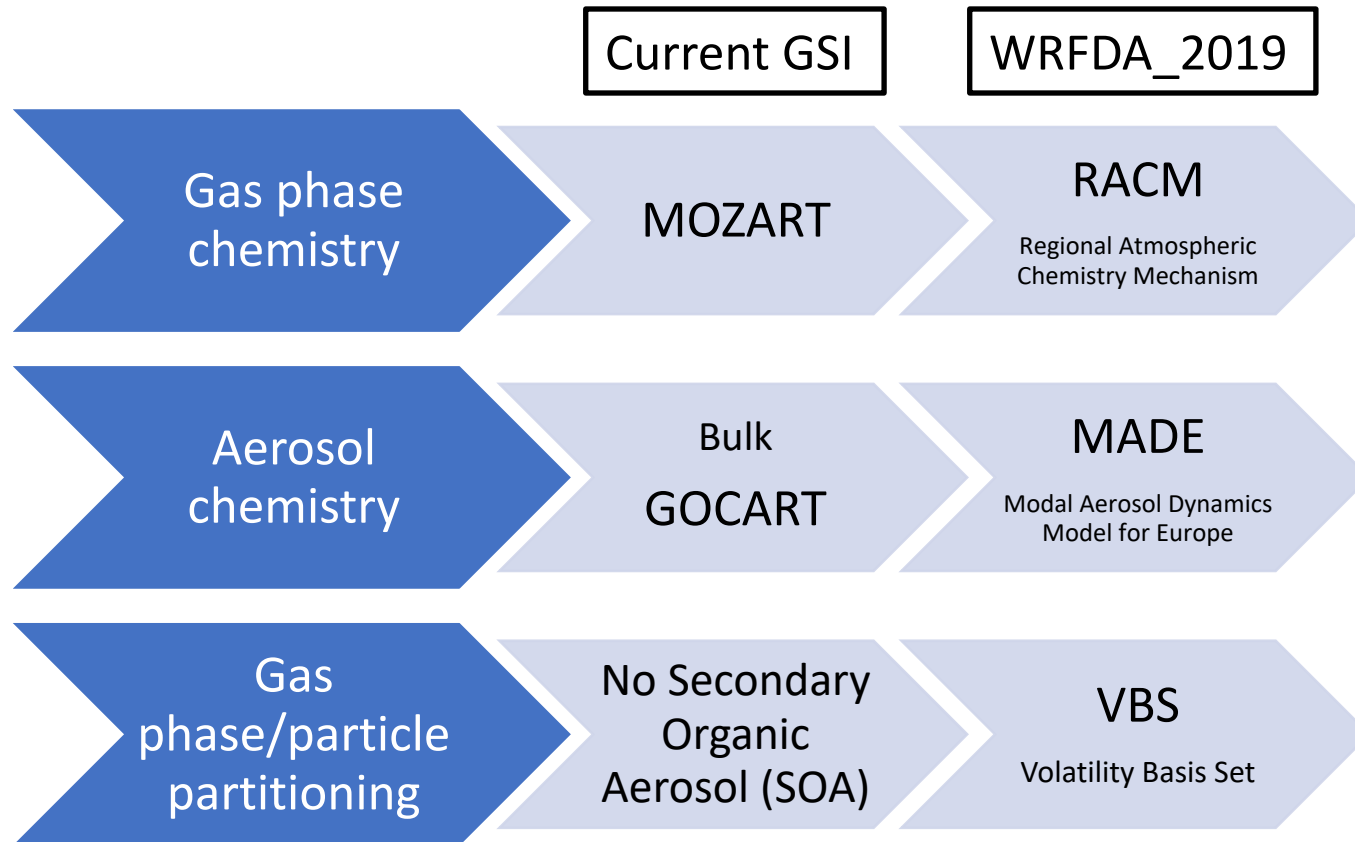 Current GSI
WRFDA_2019
Gas phase
chemistry
MOZART
RACM
Regional Atmospheric
Chemistry Mechanism
Aerosol
chemistry
Bulk
GOCART
MADE
Modal Aerosol Dynamics
Model for Europe
Gas
phase/particle
partitioning
No Secondary
Organic
Aerosol (SOA)
VBS
Volatility Basis Set